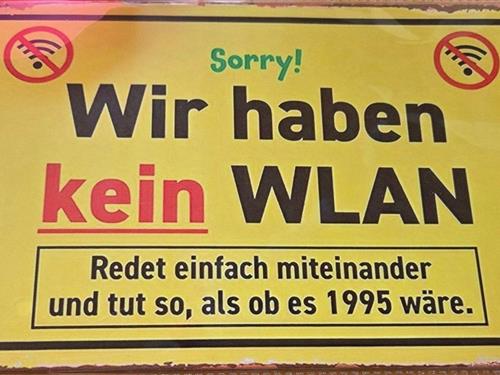 Sorry!
Wir haben
kein WLAN
Redet einfach miteinander
und tut so, als ob es 1995 wäre.